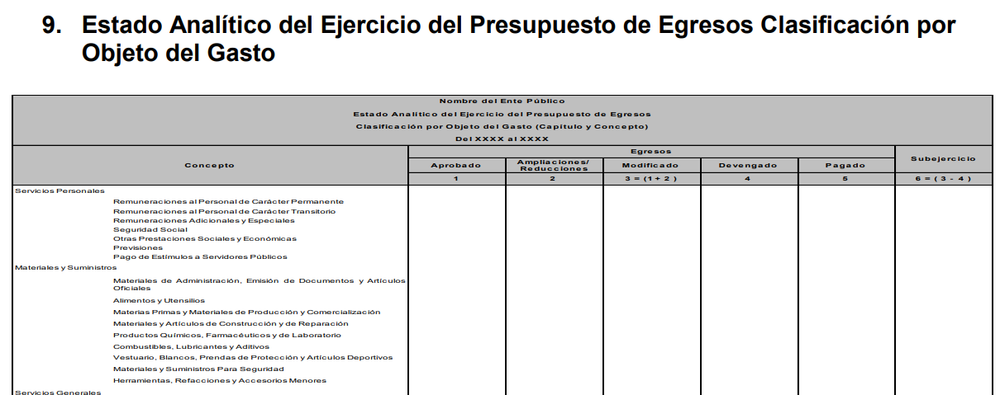 9. Estado Analítico del Ejercicio del Presupuesto de Egresos Clasificación por
Objeto del Gasto
Nombre del Ente Público
Estado Analítico del Ejercicio del Presupuesto de Egresos
Clasificación por Objeto del Gasto (Capítulo y Concepto)
Del XXXX al XXXX
Concepto
Egresos
Subejercicio
Aprobado
Ampliaciones/
Reducciones
Modificado
Devengado
Pagado
1
2
3 = (1 + 2 )
4
5
6 = ( 3 - 4 )
Servicios Personales
Remuneraciones al Personal de Carácter Permanente
Remuneraciones al Personal de Carácter Transitorio
Remuneraciones Adicionales y Especiales
Seguridad Social
Otras Prestaciones Sociales y Económicas
Previsiones
Pago de Estímulos a Servidores Públicos
Materiales y Suministros
Materiales de Administración, Emisión de Documentos y Artículos
Oficiales
Alimentos y Utensilios
Materias Primas y Materiales de Producción y Comercialización
Materiales y Artículos de Construcción y de Reparación
Productos Químicos, Farmacéuticos y de Laboratorio
Combustibles, Lubricantes y Aditivos
Vestuario, Blancos, Prendas de Protección y Artículos Deportivos
Materiales y Suministros Para Seguridad
Herramientas, Refacciones y Accesorios Menores
Servicios Generales